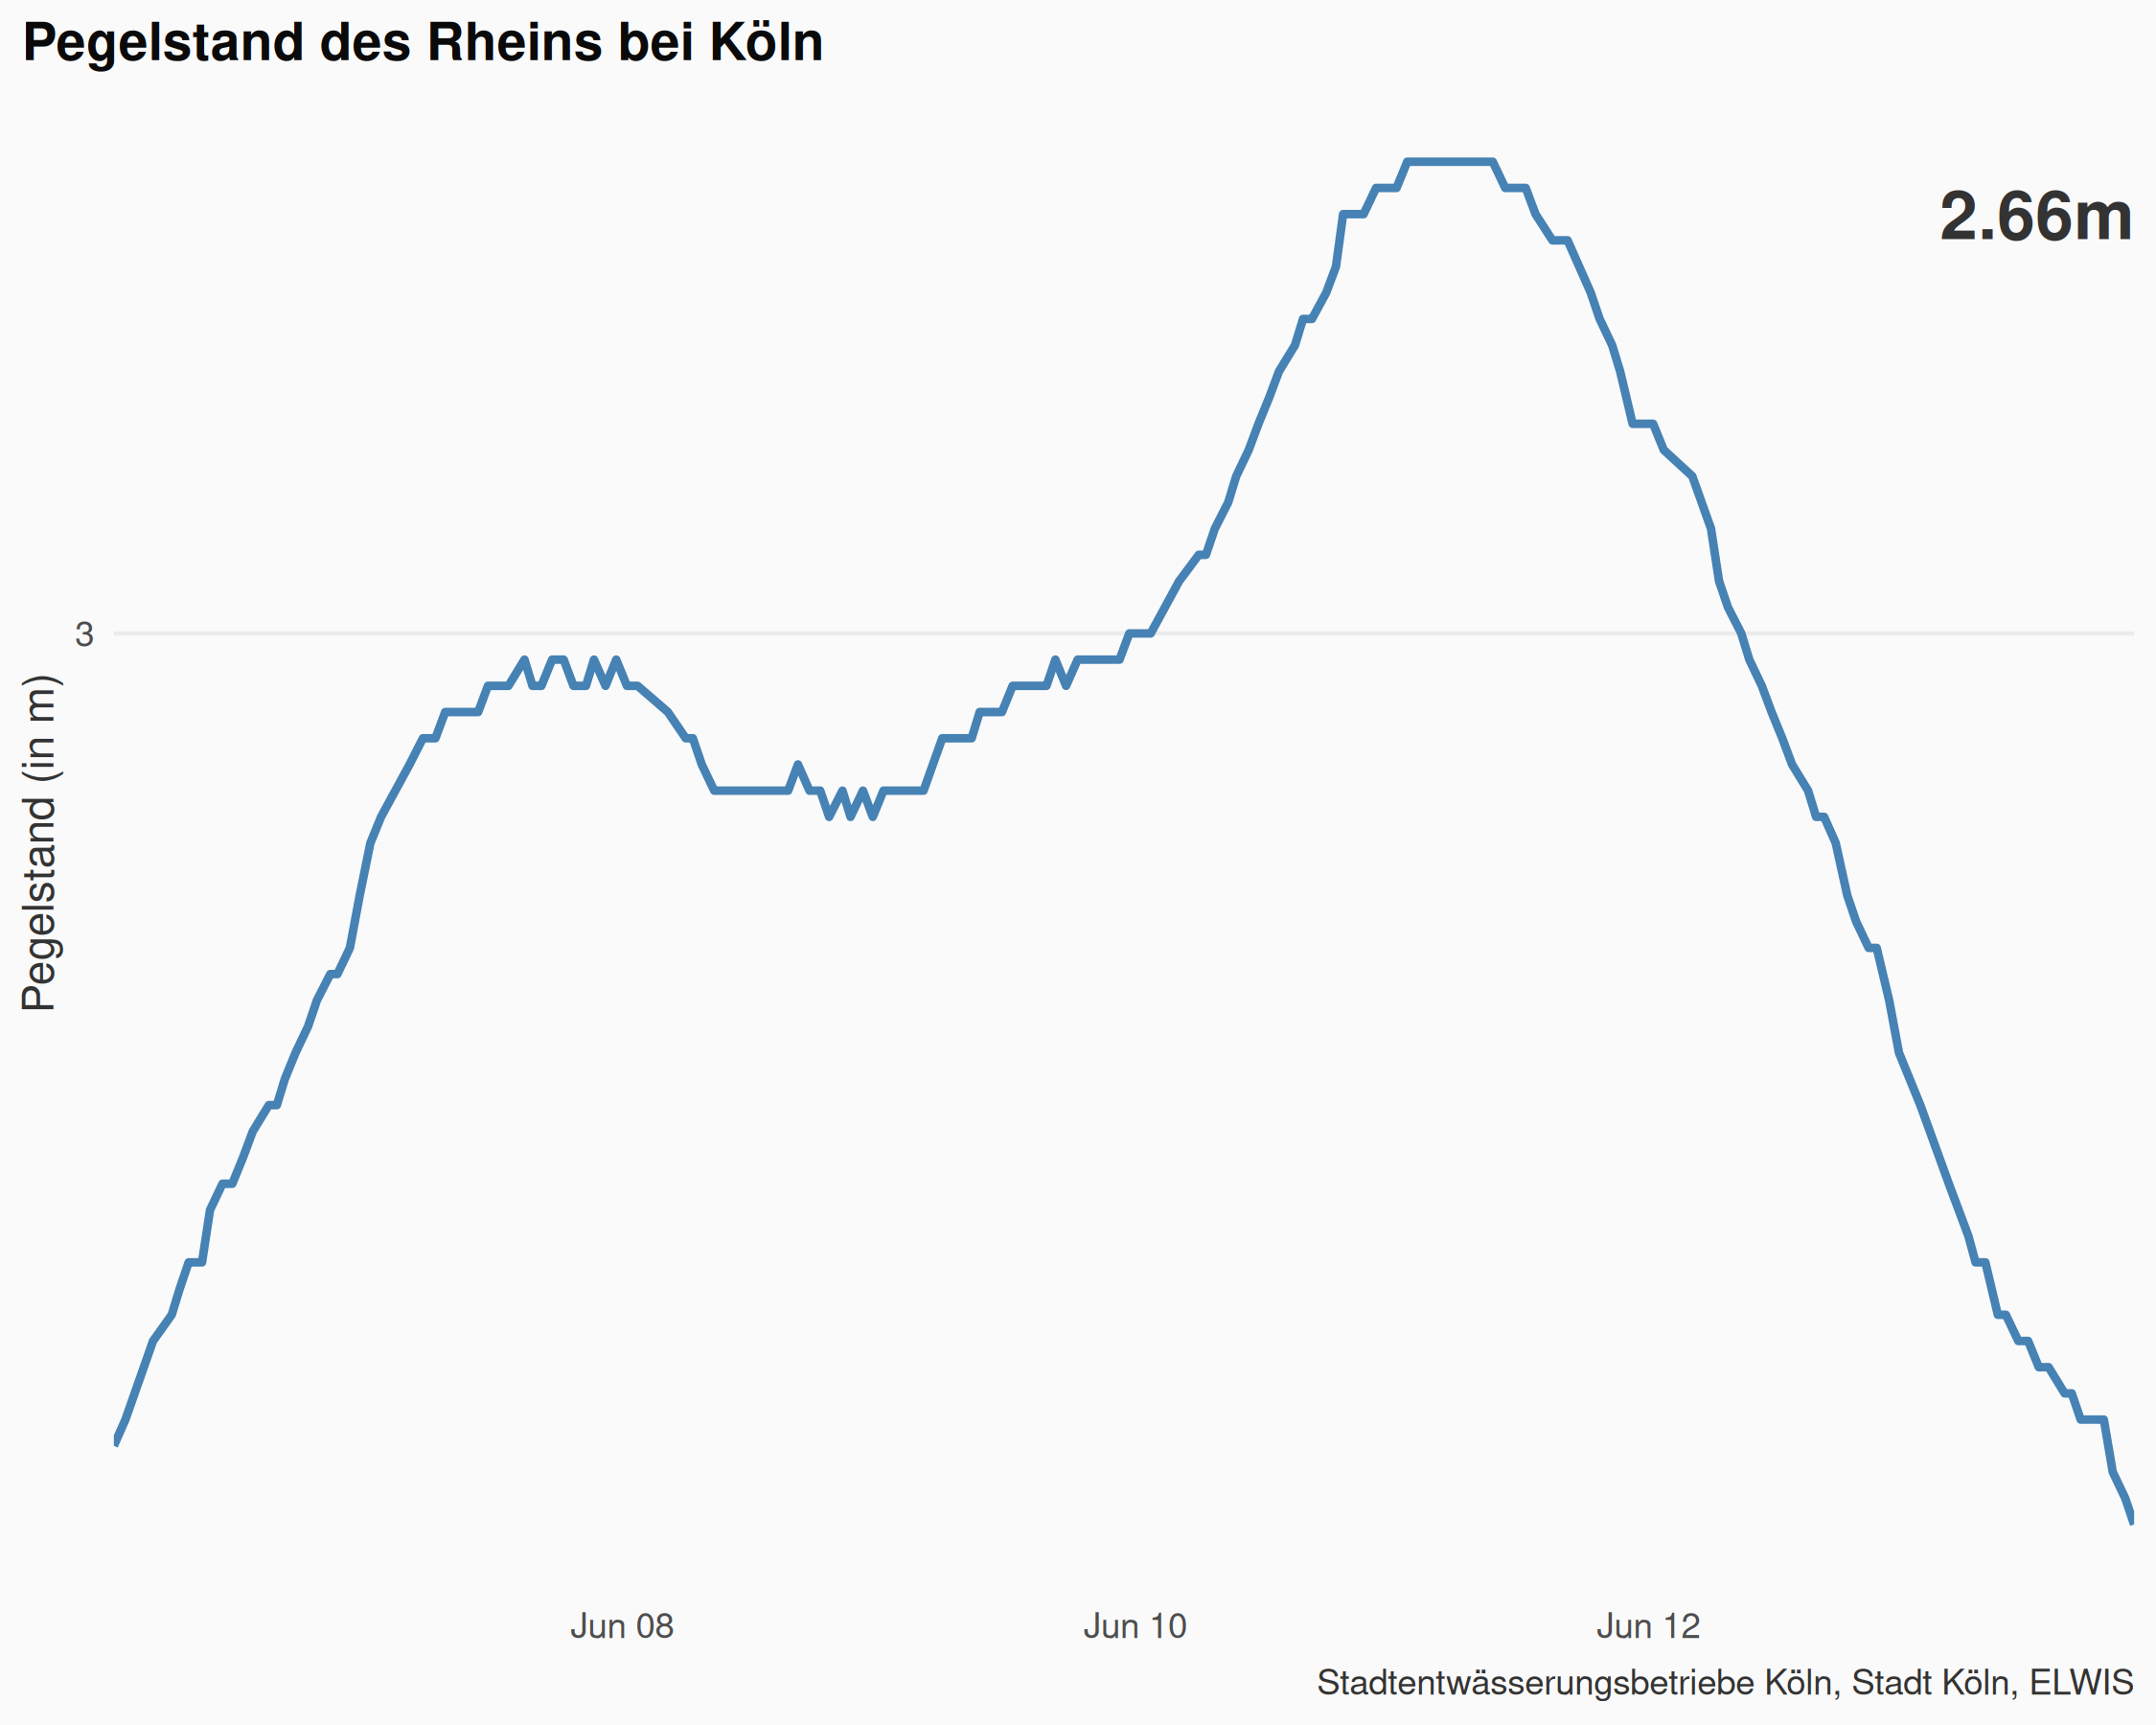 Pegelstand des Rheins bei Köln
2.66m
3
Pegelstand (in m)
Jun 08
Jun 10
Jun 12
Stadtentwässerungsbetriebe Köln, Stadt Köln, ELWIS